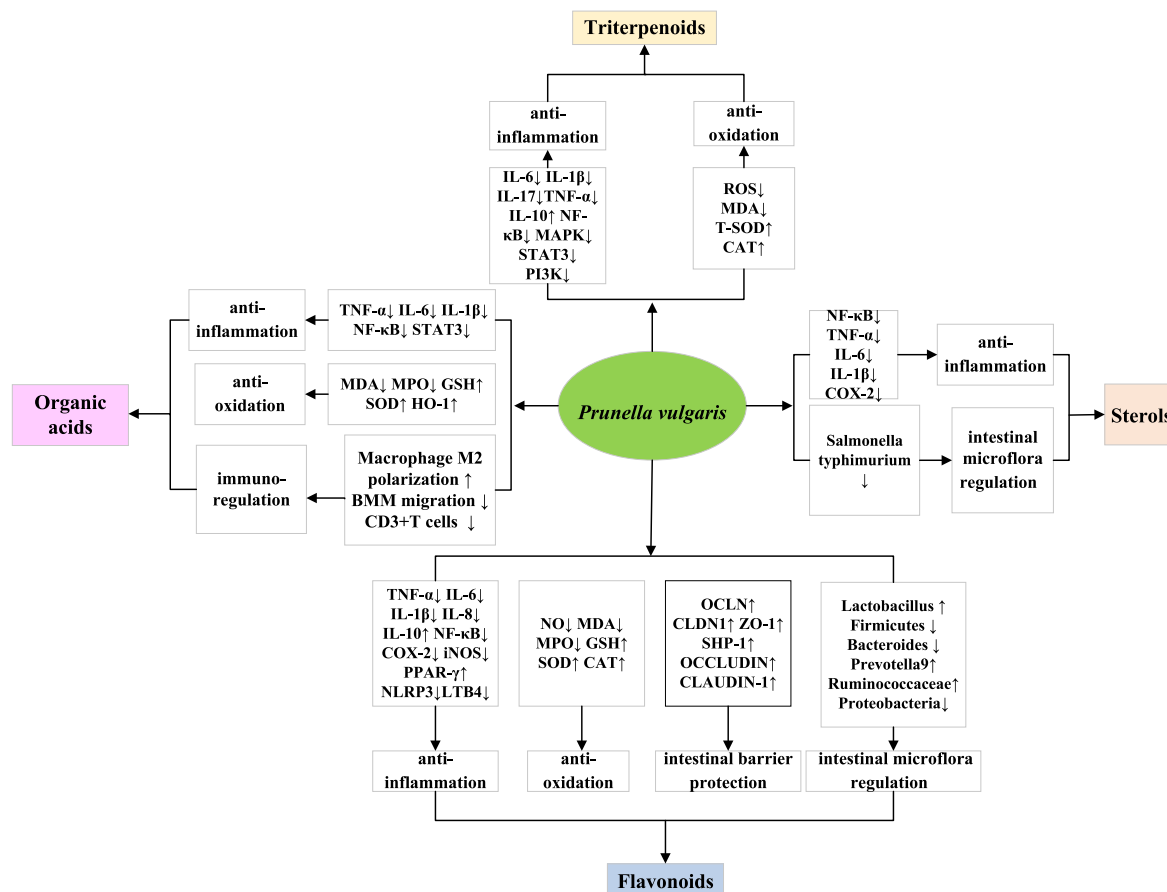 Triterpenoids
anti-
inflammation
anti-
oxidation
IL-6↓ IL-1β↓
IL-17↓TNF-α↓
IL-10↑ NF-
κB↓ MAPK↓
STAT3↓
PI3K↓
ROS↓
MDA↓
T-SOD↑
CAT↑
anti-
inflammation
TNF-α↓ IL-6↓ IL-1β↓
NF-κB↓ STAT3↓
anti-
oxidation
MDA↓ MPO↓ GSH↑
SOD↑ HO-1↑
Organic
acids
immuno-
regulation
Macrophage M2
polarization ↑
BMM migration ↓
CD3+T cells ↓
Prunella vulgaris
NF-κB↓
TNF-α↓
IL-6↓
IL-1β↓
COX-2↓
anti-
inflammation
Salmonella
typhimurium
↓
intestinal
microflora
regulation
Sterols
TNF-α↓ IL-6↓
IL-1β↓ IL-8↓
IL-10↑ NF-κB↓
COX-2↓ iNOS↓
PPAR-γ↑
NLRP3↓LTB4↓
NO↓ MDA↓
MPO↓ GSH↑
SOD↑ CAT↑
OCLN↑
CLDN1↑ ZO-1↑
SHP-1↑
OCCLUDIN↑
CLAUDIN-1↑
Lactobacillus ↑
Firmicutes ↓
Bacteroides ↓
Prevotella9↑
Ruminococcaceae↑
Proteobacteria↓
anti-
inflammation
anti-
oxidation
intestinal barrier
protection
intestinal microflora
regulation
Flavonoids